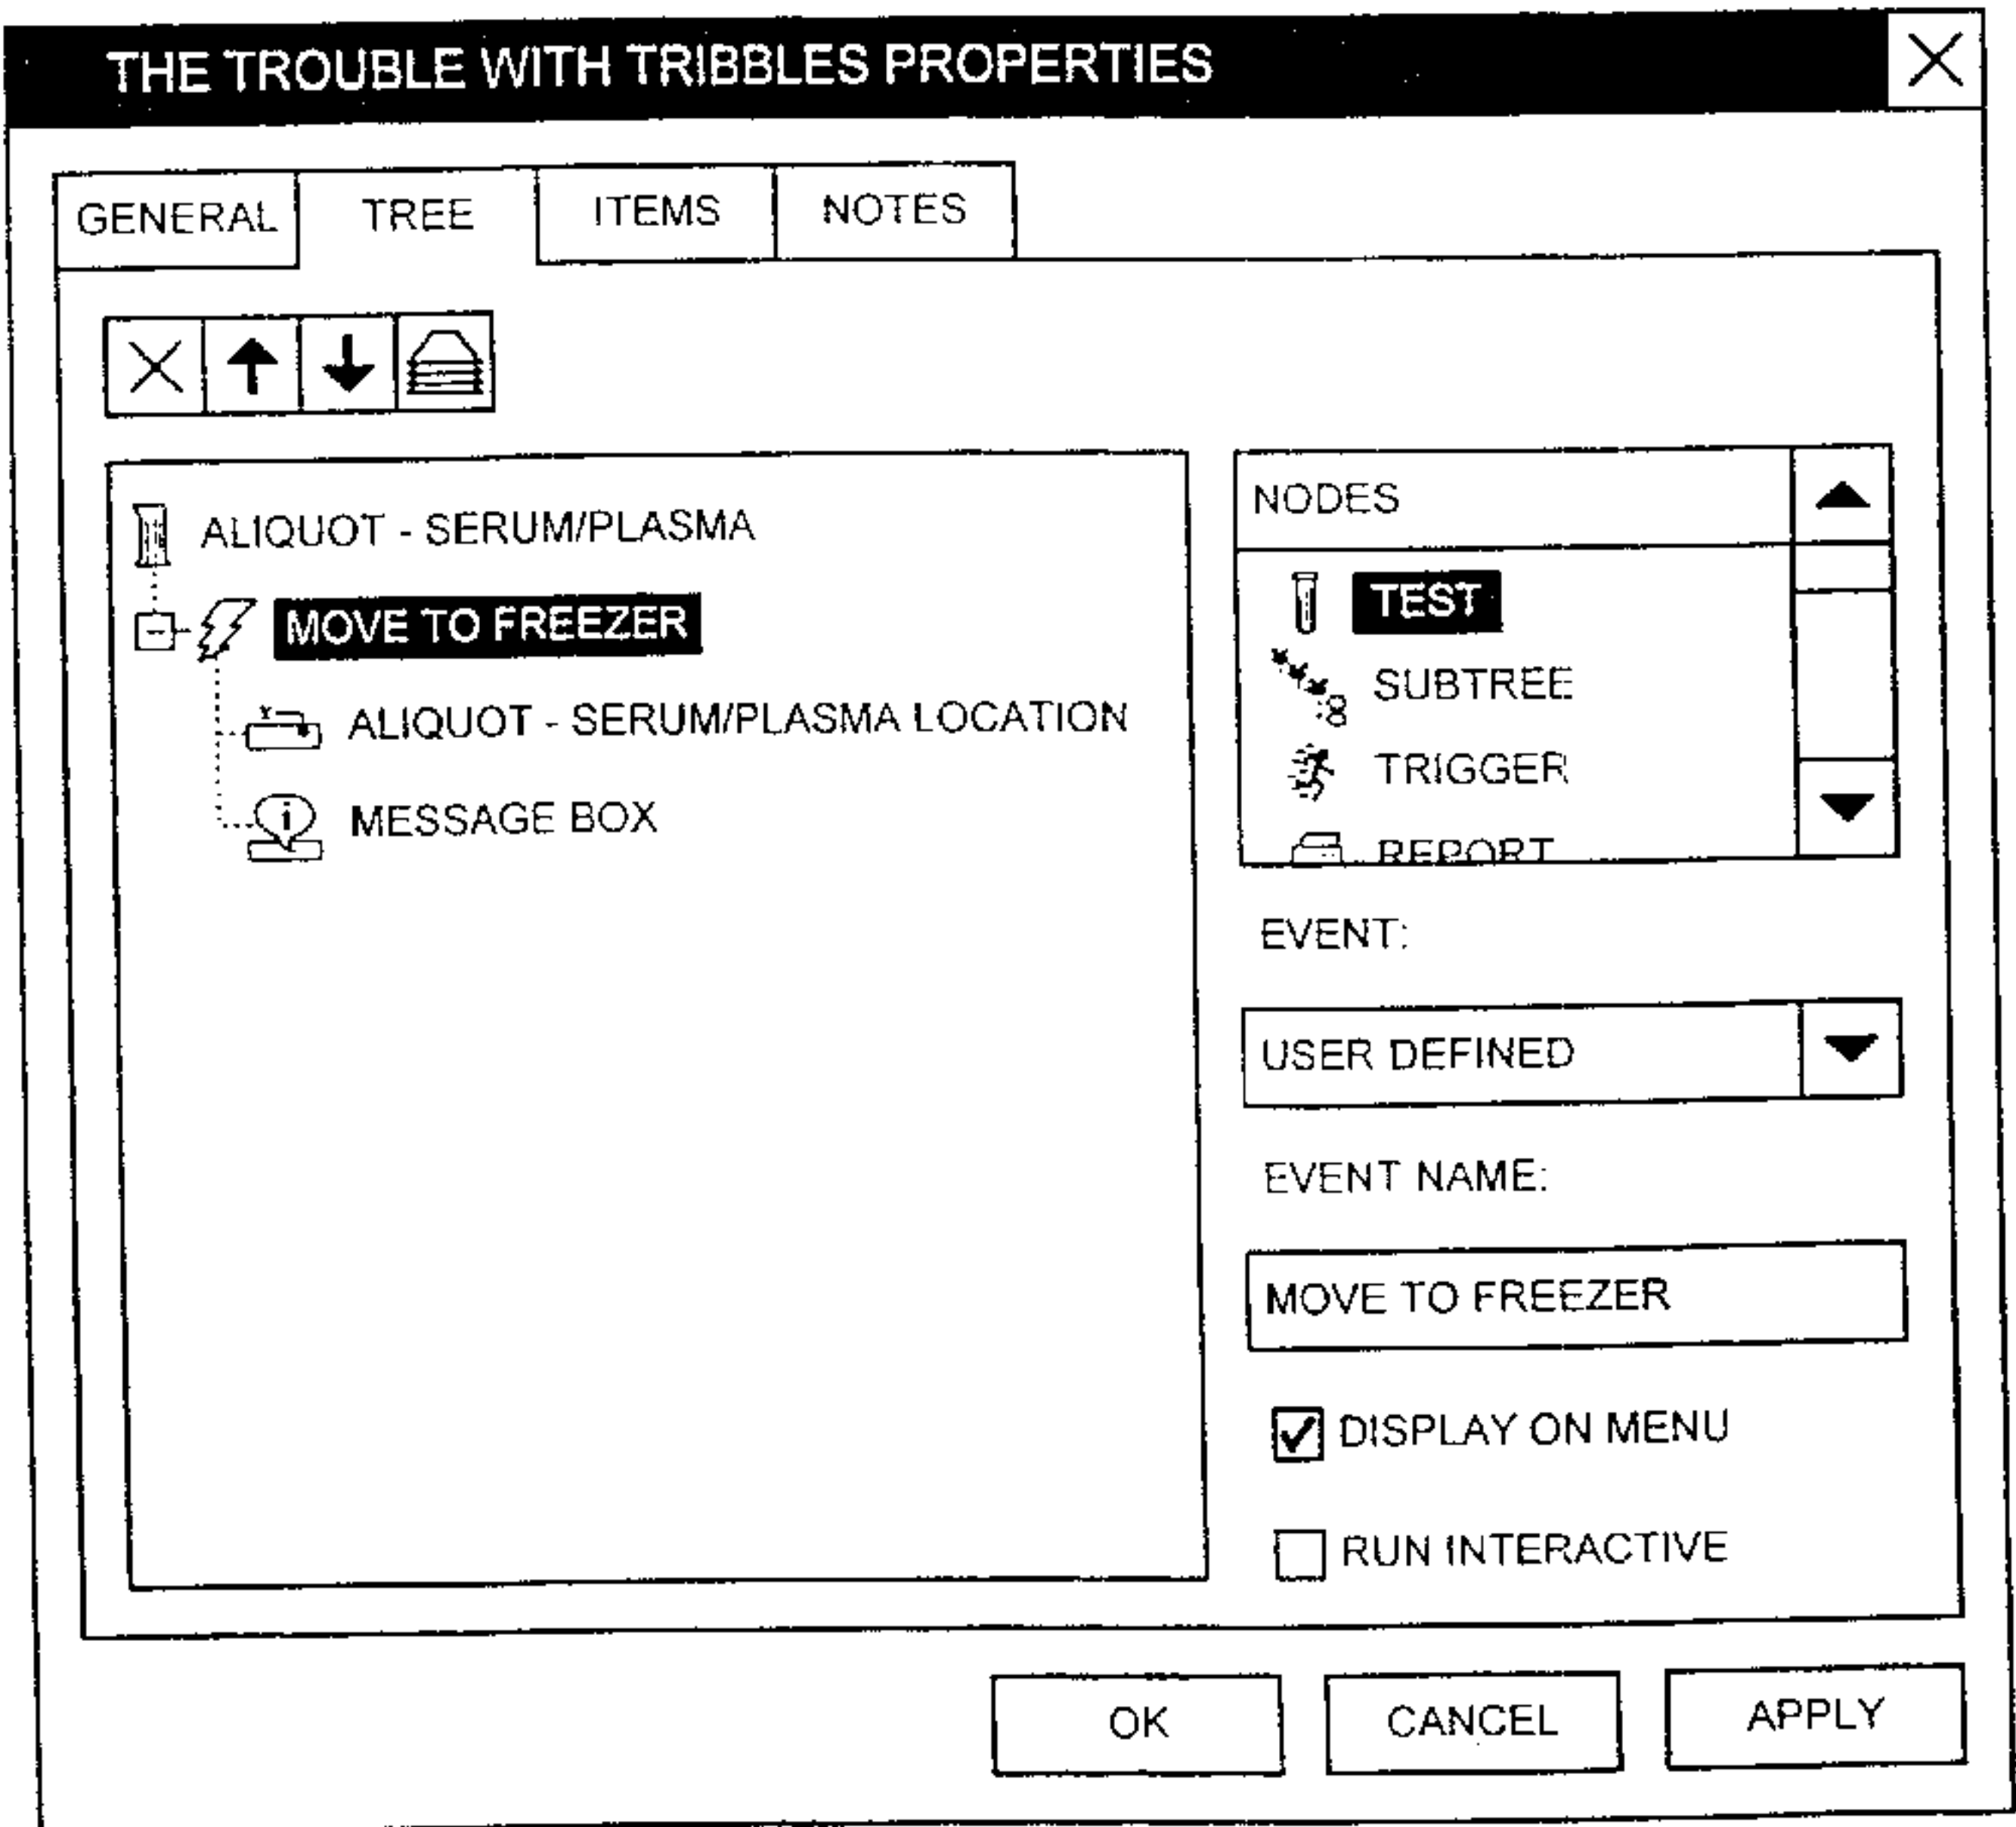 THE TROUBLE WITH TRIBBLES PROPERTIES
GENERAL
TREE
ITEMS
NOTES
ALIQUOT - SERUM/PLASMA
MOVE TO FREEZER
ALIQUOT - SERUM/PLASMA LOCATION
MESSAGE BOX
NODES
TEST
SUBTREE
TRIGGER
REPORT
EVENT:
USER DEFINED
EVENT NAME:
MOVE TO FREEZER
DISPLAY ON MENU
RUN INTERACTIVE
OK
CANCEL
APPLY